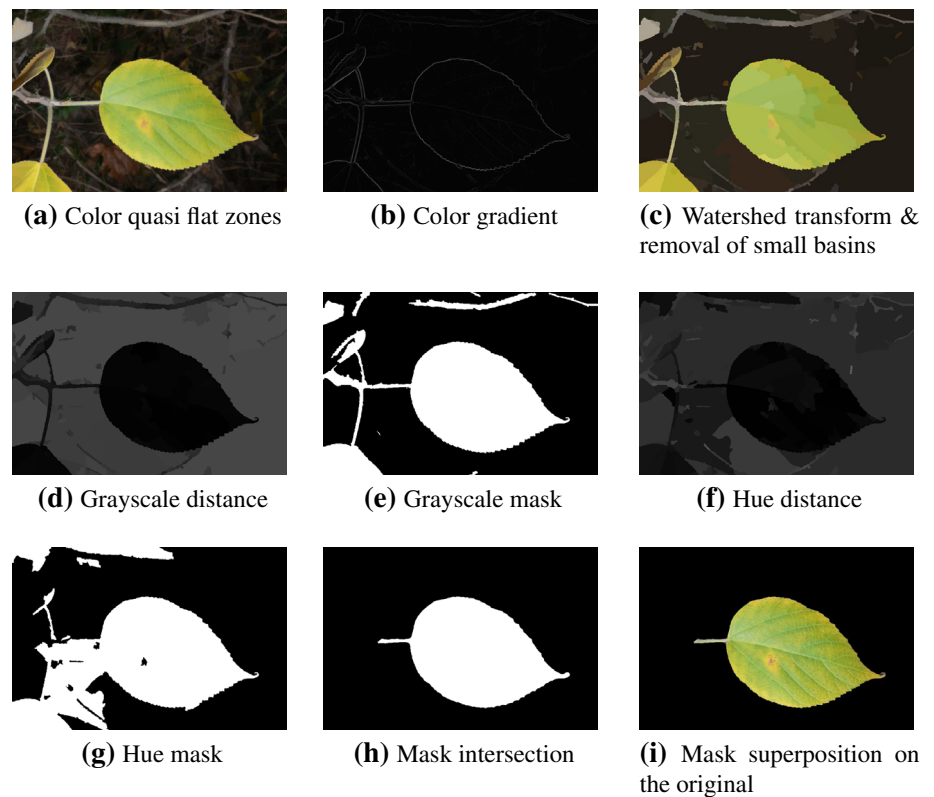 (a) Color quasi flat zones
(b) Color gradient
(c) Watershed transform &
removal of small basins
(d) Grayscale distance
(e) Grayscale mask
(f) Hue distance
(g) Hue mask
(h) Mask intersection
(i) Mask superposition on
the original